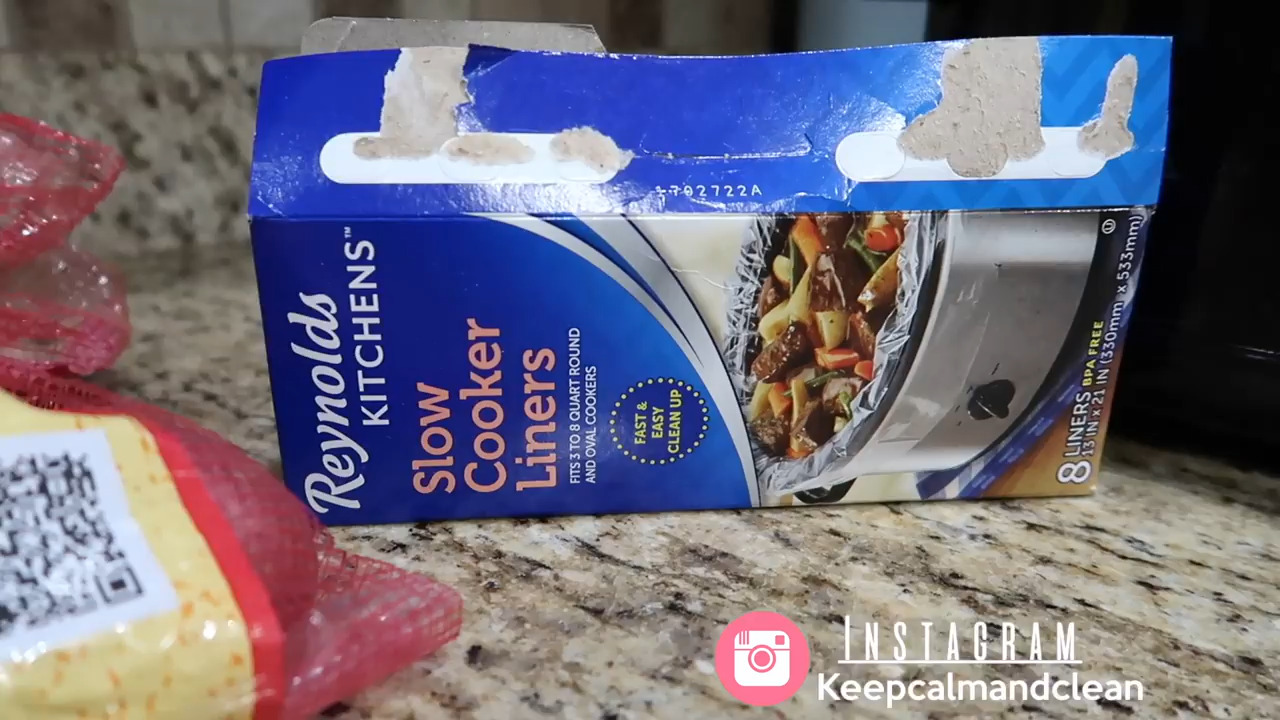 Reynolds
KITCHENS™
Slow
Cooker
Liners
FITS 3 TO 8 QUART ROUND
AND OVAL COOKERS
FAST &
EASY
CLEAN UP
8 LINERS BPA FREE
13 IN x 21 IN (330mm x 533mm)
INSTAGRAM
Keepcalmandclean